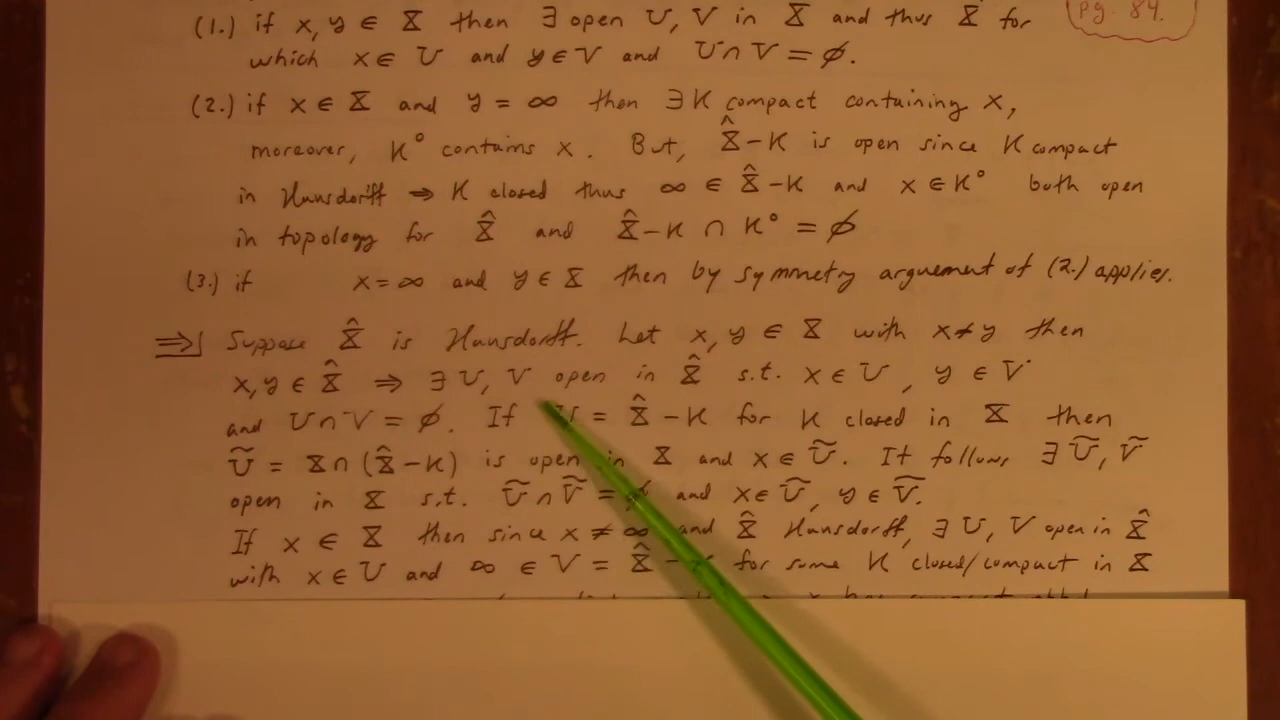 pg. 84.
(1.) if x, y ∈ X then ∃ open U, V in X and thus X for
which x ∈ U and y ∈ V and U ∩ V = ∅.
(2.) if x ∈ X and y = ∞ then ∃ K compact containing x,
moreover, K° contains x. But, X̂ - K is open since K compact
in Hausdorff ⇒ K closed thus ∞ ∈ X̂ - K and x ∈ K° both open
in topology for X̂ and X̂ - K ∩ K° = ∅
(3.) if x = ∞ and y ∈ X then by symmetry arguement of (2.) applies.
⇒| Suppose X̂ is Hausdorff. Let x, y ∈ X with x ≠ y then
x, y ∈ X̂ ⇒ ∃ U, V open in X̂ s.t. x ∈ U, y ∈ V
and U ∩ V = ∅. If = X̂ - K for K closed in X then
Ũ = X ∩ (X̂ - K) is open in X and x ∈ Ũ. It follows ∃ Ũ, Ṽ
open in X s.t. Ũ ∩ Ṽ = ∅ and x ∈ Ũ, y ∈ Ṽ.
If x ∈ X then since x ≠ ∞ and X̂ Hausdorff, ∃ U, V open in X̂
with x ∈ U and ∞ ∈ V = X̂ - K for some K closed/compact in X